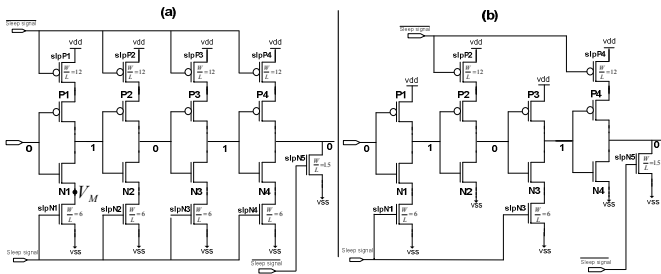 (a)
Sleep signal
vdd vdd vdd vdd
slpP1 slpP2 slpP3 slpP4
W/L=12 W/L=12 W/L=12 W/L=12
P1 P2 P3 P4
0 1 0 1 0
slpN5 W/L=1.5
N1 V_M N2 N3 N4
slpN1 slpN2 slpN3 slpN4
W/L=6 W/L=6 W/L=6 W/L=6
vss
vss vss vss vss
Sleep signal
Sleep signal
(b)
Sleep signal
vdd vdd
slpP2 slpP4
W/L=12 W/L=12
vdd vdd
P1 P2 P3 P4
0 1 0 1 0
slpN5 W/L=1.5
N1 N2 N3 N4
vss vss
slpN1 slpN3
W/L=6 W/L=6
vss vss vss
Sleep signal
Sleep signal